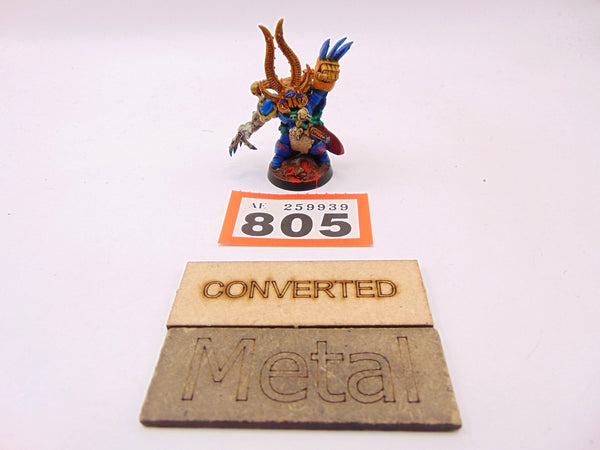 AE 259939
805
CONVERTED
Metal